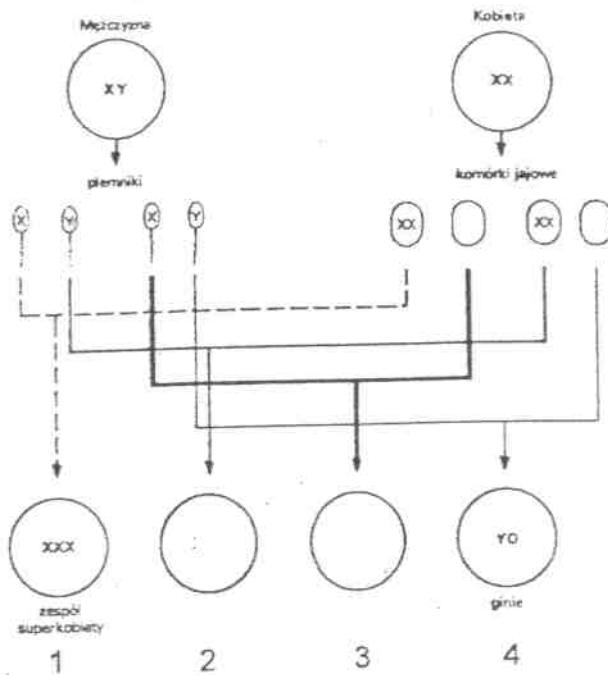 Mężczyzna Kobieta
XY XX
plemniki komórki jajowe
X Y X Y XX XX
XXX YO
zespół ginie
superkobiety
1 2 3 4